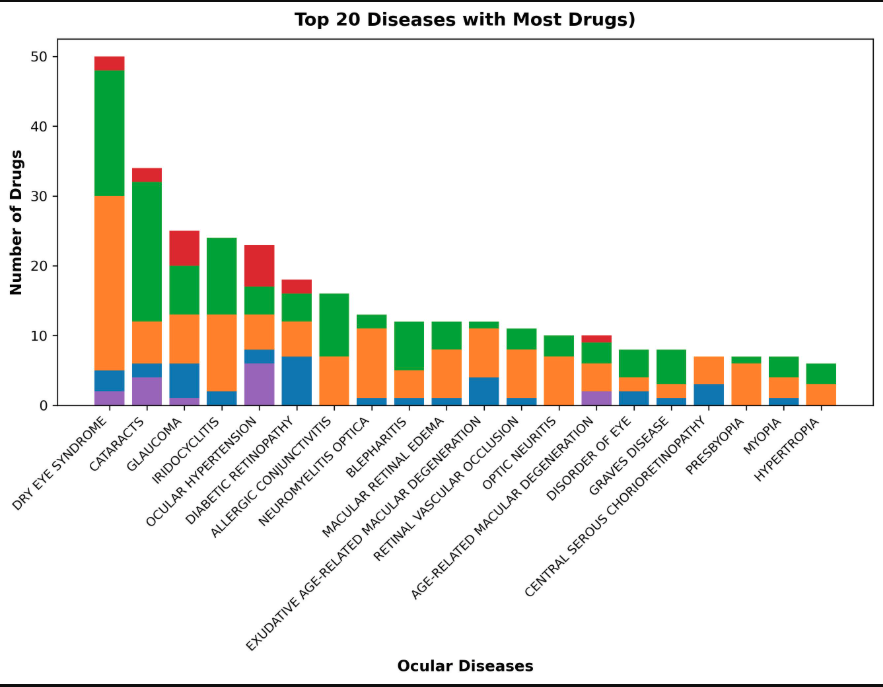 Top 20 Diseases with Most Drugs)
Number of Drugs
50
40
30
20
10
0
DRY EYE SYNDROME
CATARACTS
GLAUCOMA
IRIDOCYCLITIS
OCULAR HYPERTENSION
DIABETIC RETINOPATHY
ALLERGIC CONJUNCTIVITIS
NEUROMYELITIS OPTICA
BLEPHARITIS
MACULAR RETINAL EDEMA
EXUDATIVE AGE-RELATED MACULAR DEGENERATION
RETINAL VASCULAR OCCLUSION
OPTIC NEURITIS
AGE-RELATED MACULAR DEGENERATION
DISORDER OF EYE
GRAVES DISEASE
CENTRAL SEROUS CHORIORETINOPATHY
PRESBYOPIA
MYOPIA
HYPERTROPIA
Ocular Diseases